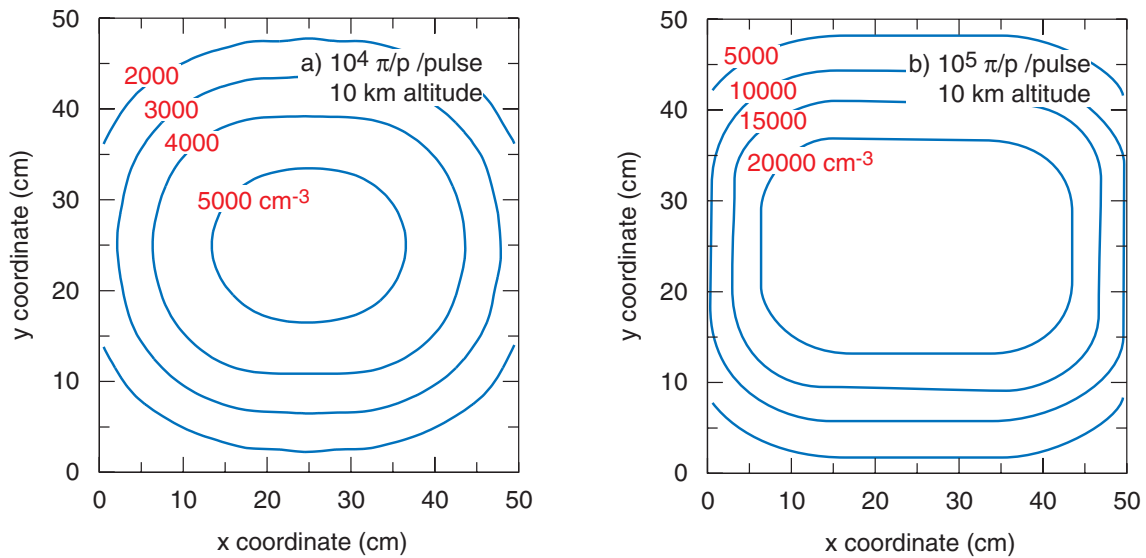 50
40
30
20
10
0
y coordinate (cm)
0 10 20 30 40 50
x coordinate (cm)
a) 10⁴ π/p /pulse
10 km altitude
2000
3000
4000
5000 cm⁻³
50
40
30
20
10
0
y coordinate (cm)
0 10 20 30 40 50
x coordinate (cm)
b) 10⁵ π/p /pulse
10 km altitude
5000
10000
15000
20000 cm⁻³